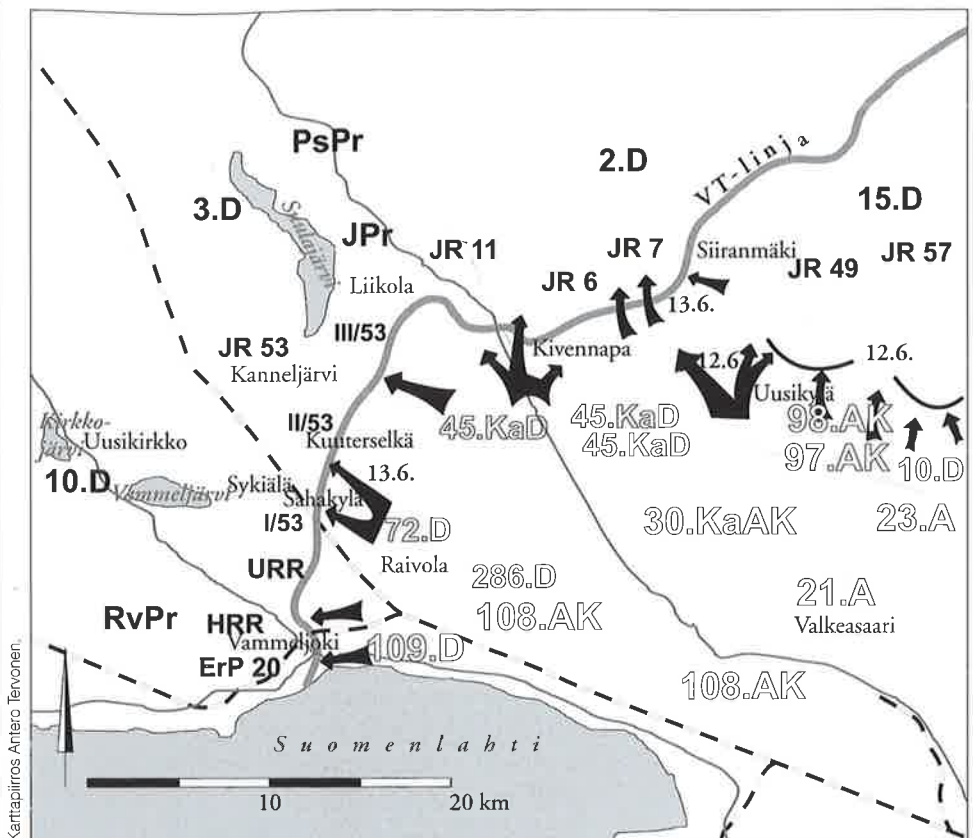 PsPr
2.D
VT-linja
3.D
15.D
Suulajärvi
JPr
JR 11
JR 7
Siiranmäki
JR 57
JR 49
JR 6
Liikola
13.6.
III/53
JR 53
Kivennapa
12.6.
12.6.
Kanneljärvi
Uusikylä
45.KaD
45.KaD
98.AK
II/53
45.KaD
Kirkko-
järvi
Uusikirkko
Kuuterselkä
97.AK
10.D
10.D
Vammeljärvi
Sykiälä
13.6.
Sahakylä
I/53
72.D
30.KaAK
23.A
URR
Raivola
286.D
21.A
RvPr
HRR
108.AK
Valkeasaari
Vammeljoki
109.D
ErP 20
108.AK
Suomenlahti
10
20 km
Karttapiirros Antero Tervonen.